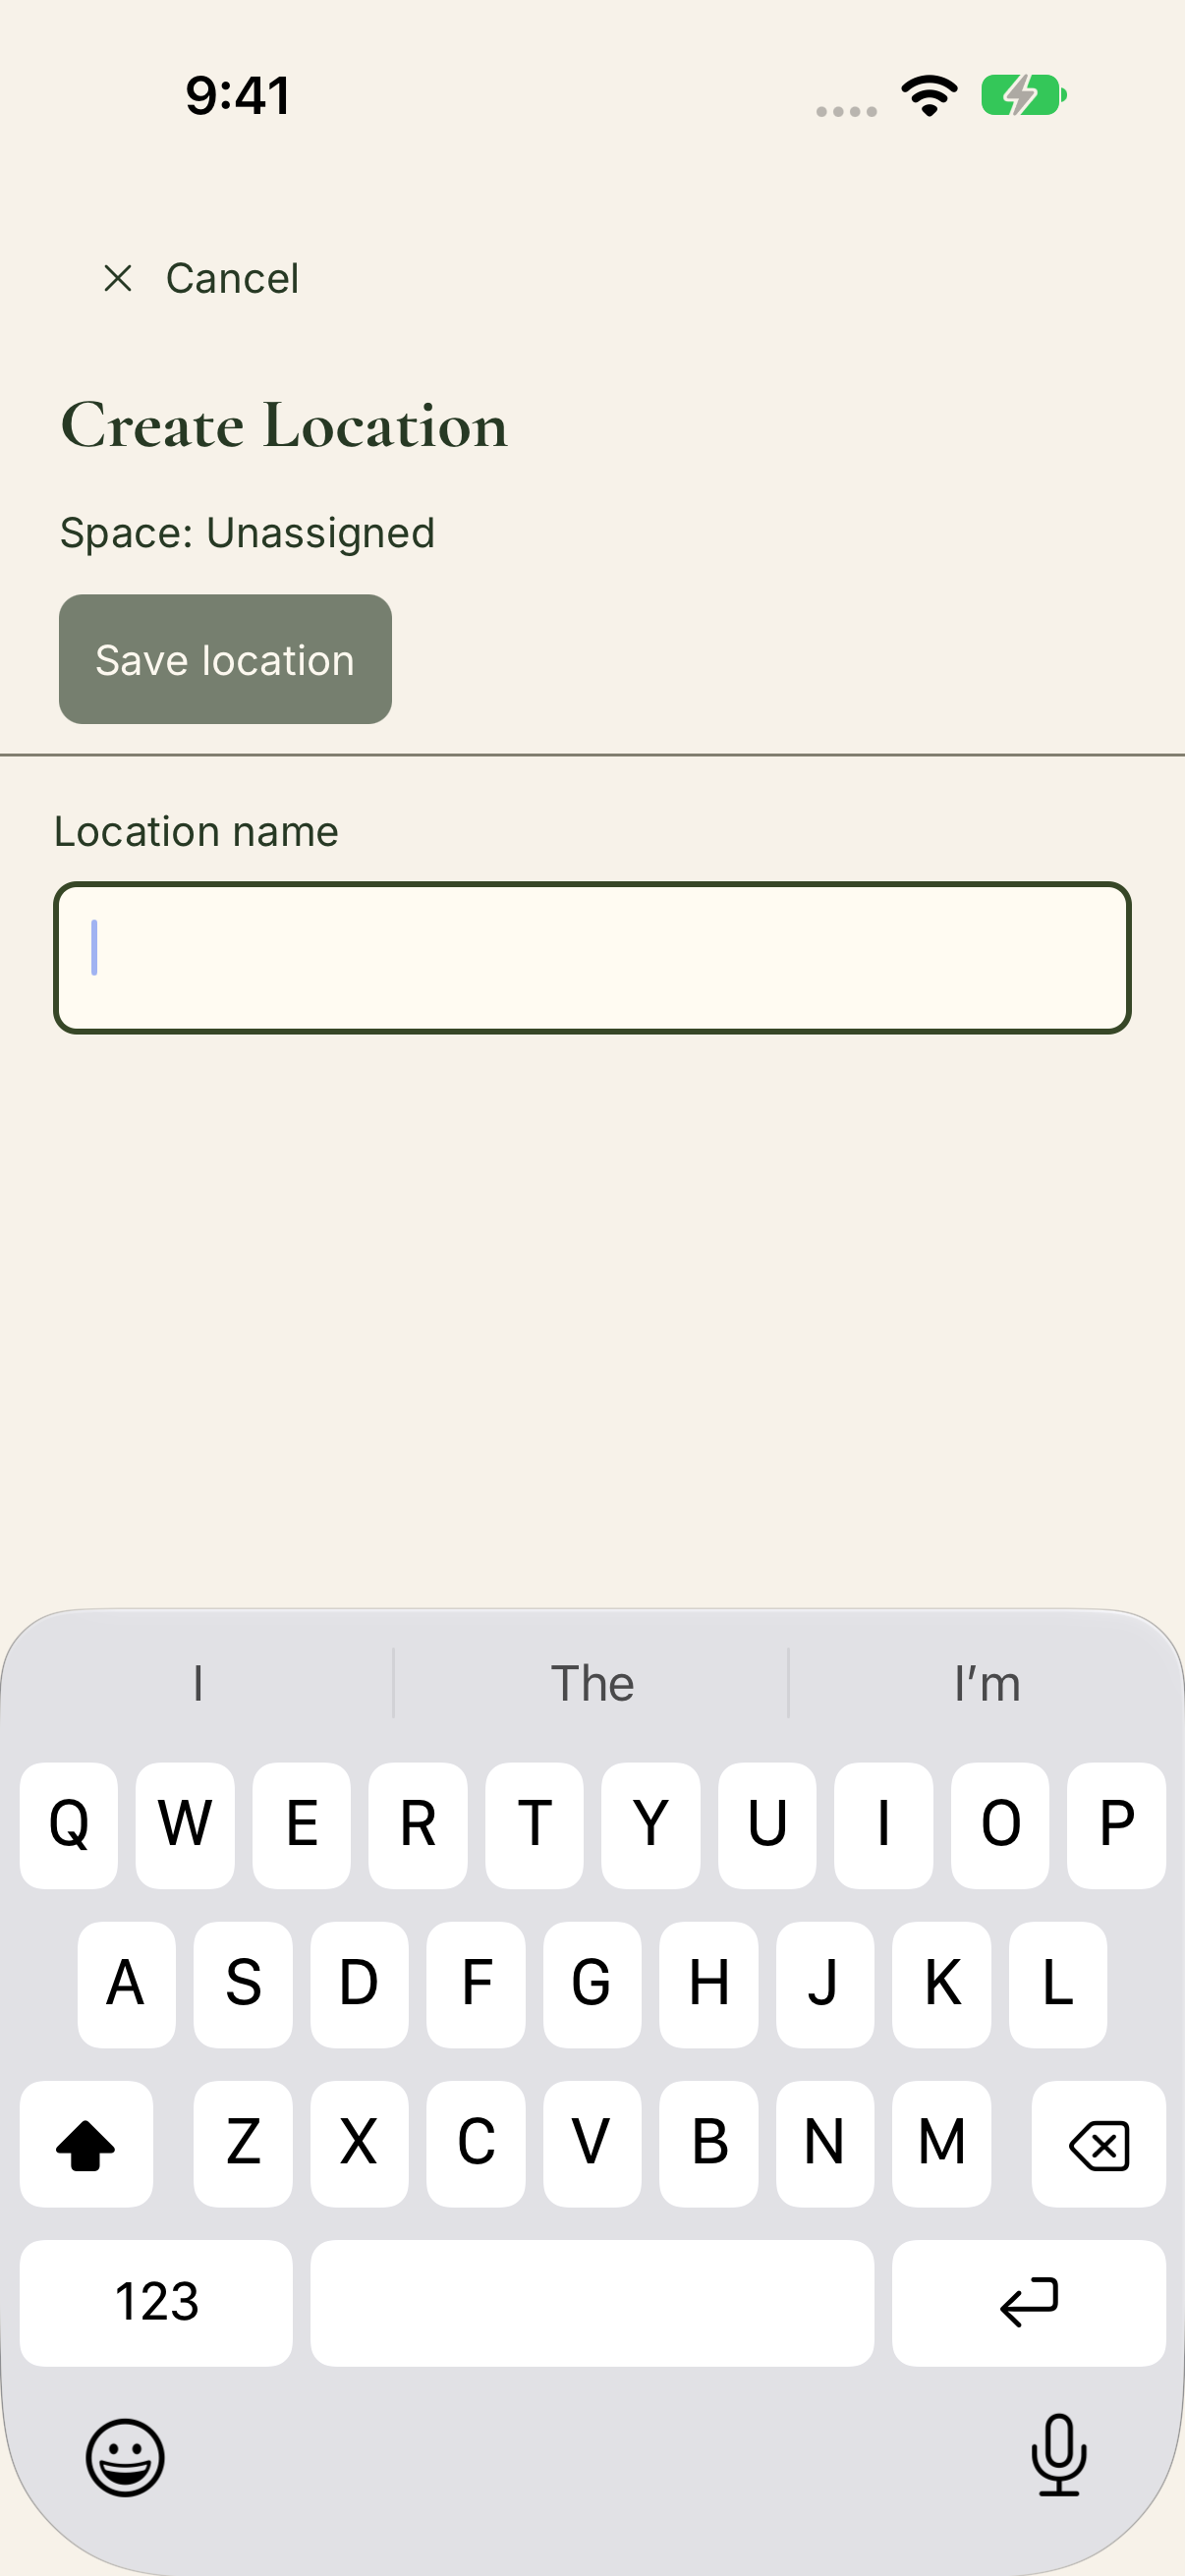 9:41
Cancel
Create Location
Space: Unassigned
Save location
Location name
I The I’m
Q W E R T Y U I O P
A S D F G H J K L
Z X C V B N M
123